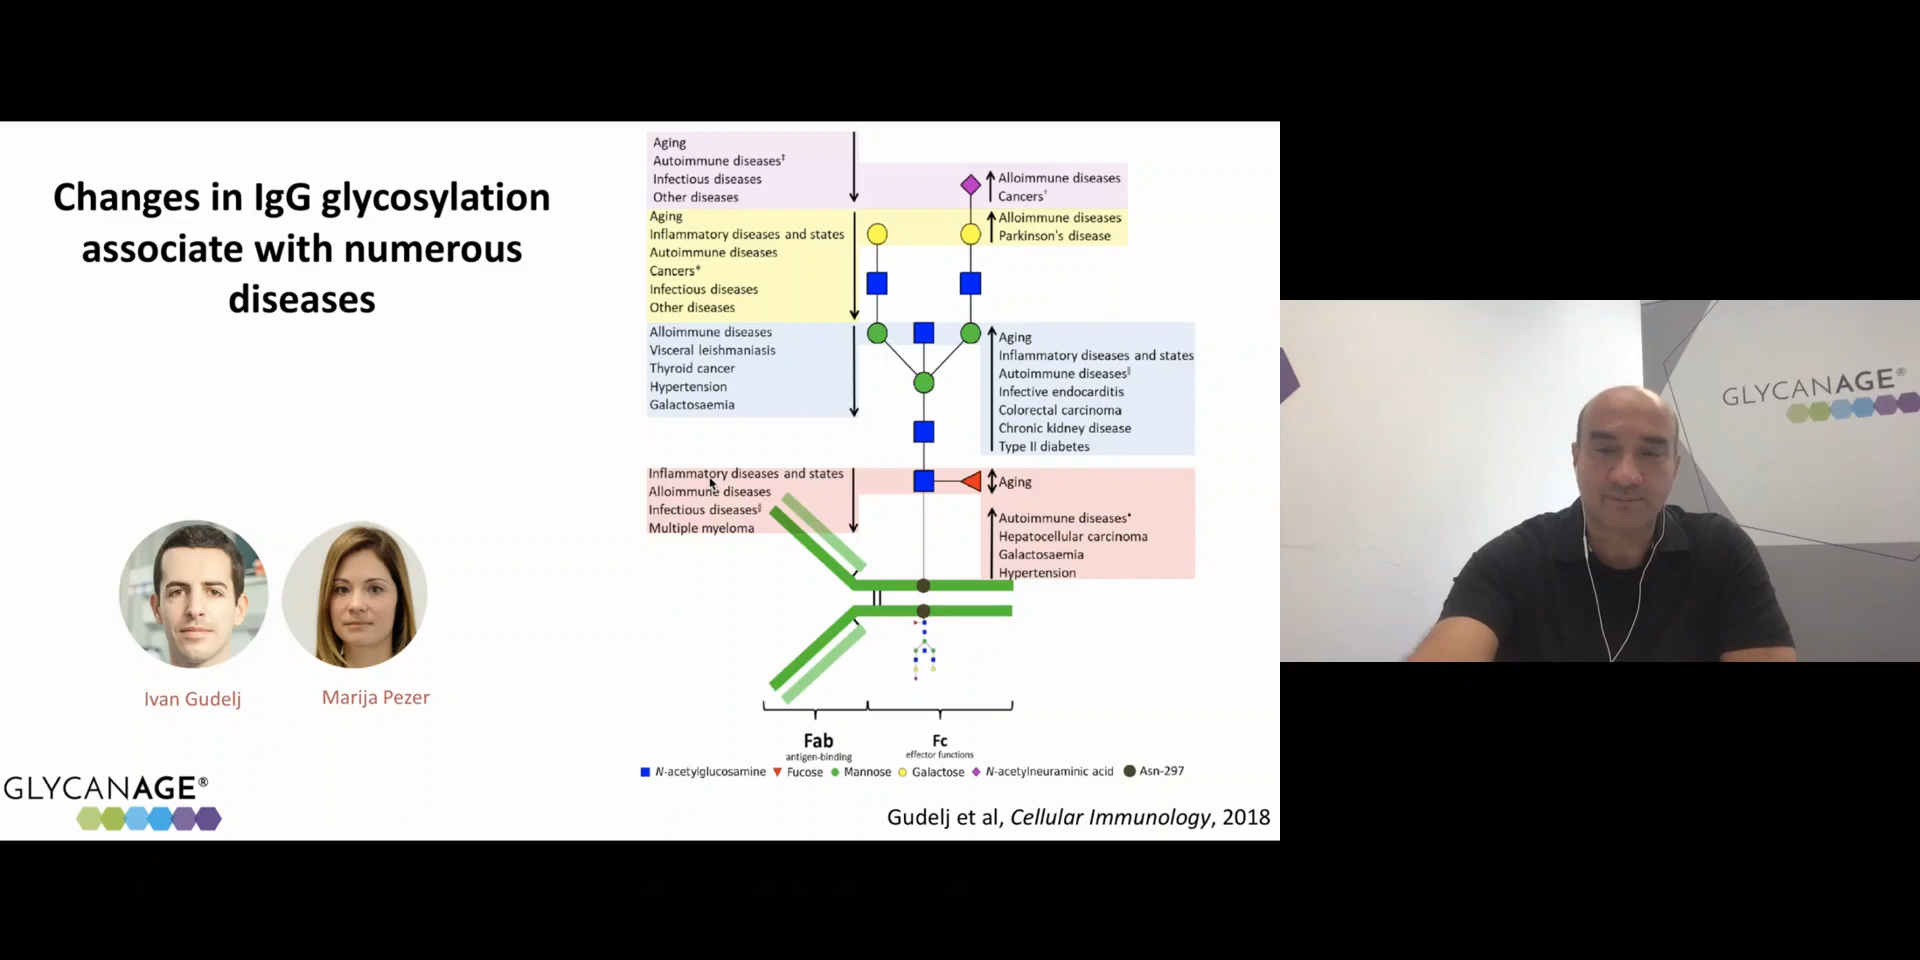 Changes in IgG glycosylation
associate with numerous
diseases
Ivan Gudelj
Marija Pezer
GLYCANAGE®
Aging
Autoimmune diseases†
Infectious diseases
Other diseases
Alloimmune diseases
Cancers†
Aging
Inflammatory diseases and states
Autoimmune diseases
Cancers*
Infectious diseases
Other diseases
Alloimmune diseases
Parkinson's disease
Alloimmune diseases
Visceral leishmaniasis
Thyroid cancer
Hypertension
Galactosaemia
Aging
Inflammatory diseases and states
Autoimmune diseases‖
Infective endocarditis
Colorectal carcinoma
Chronic kidney disease
Type II diabetes
Inflammatory diseases and states
Alloimmune diseases
Infectious diseases§
Multiple myeloma
Aging
Autoimmune diseases•
Hepatocellular carcinoma
Galactosaemia
Hypertension
Fab
antigen-binding
Fc
effector functions
N-acetylglucosamine Fucose Mannose Galactose N-acetylneuraminic acid Asn-297
Gudelj et al, Cellular Immunology, 2018
GLYCANAGE®